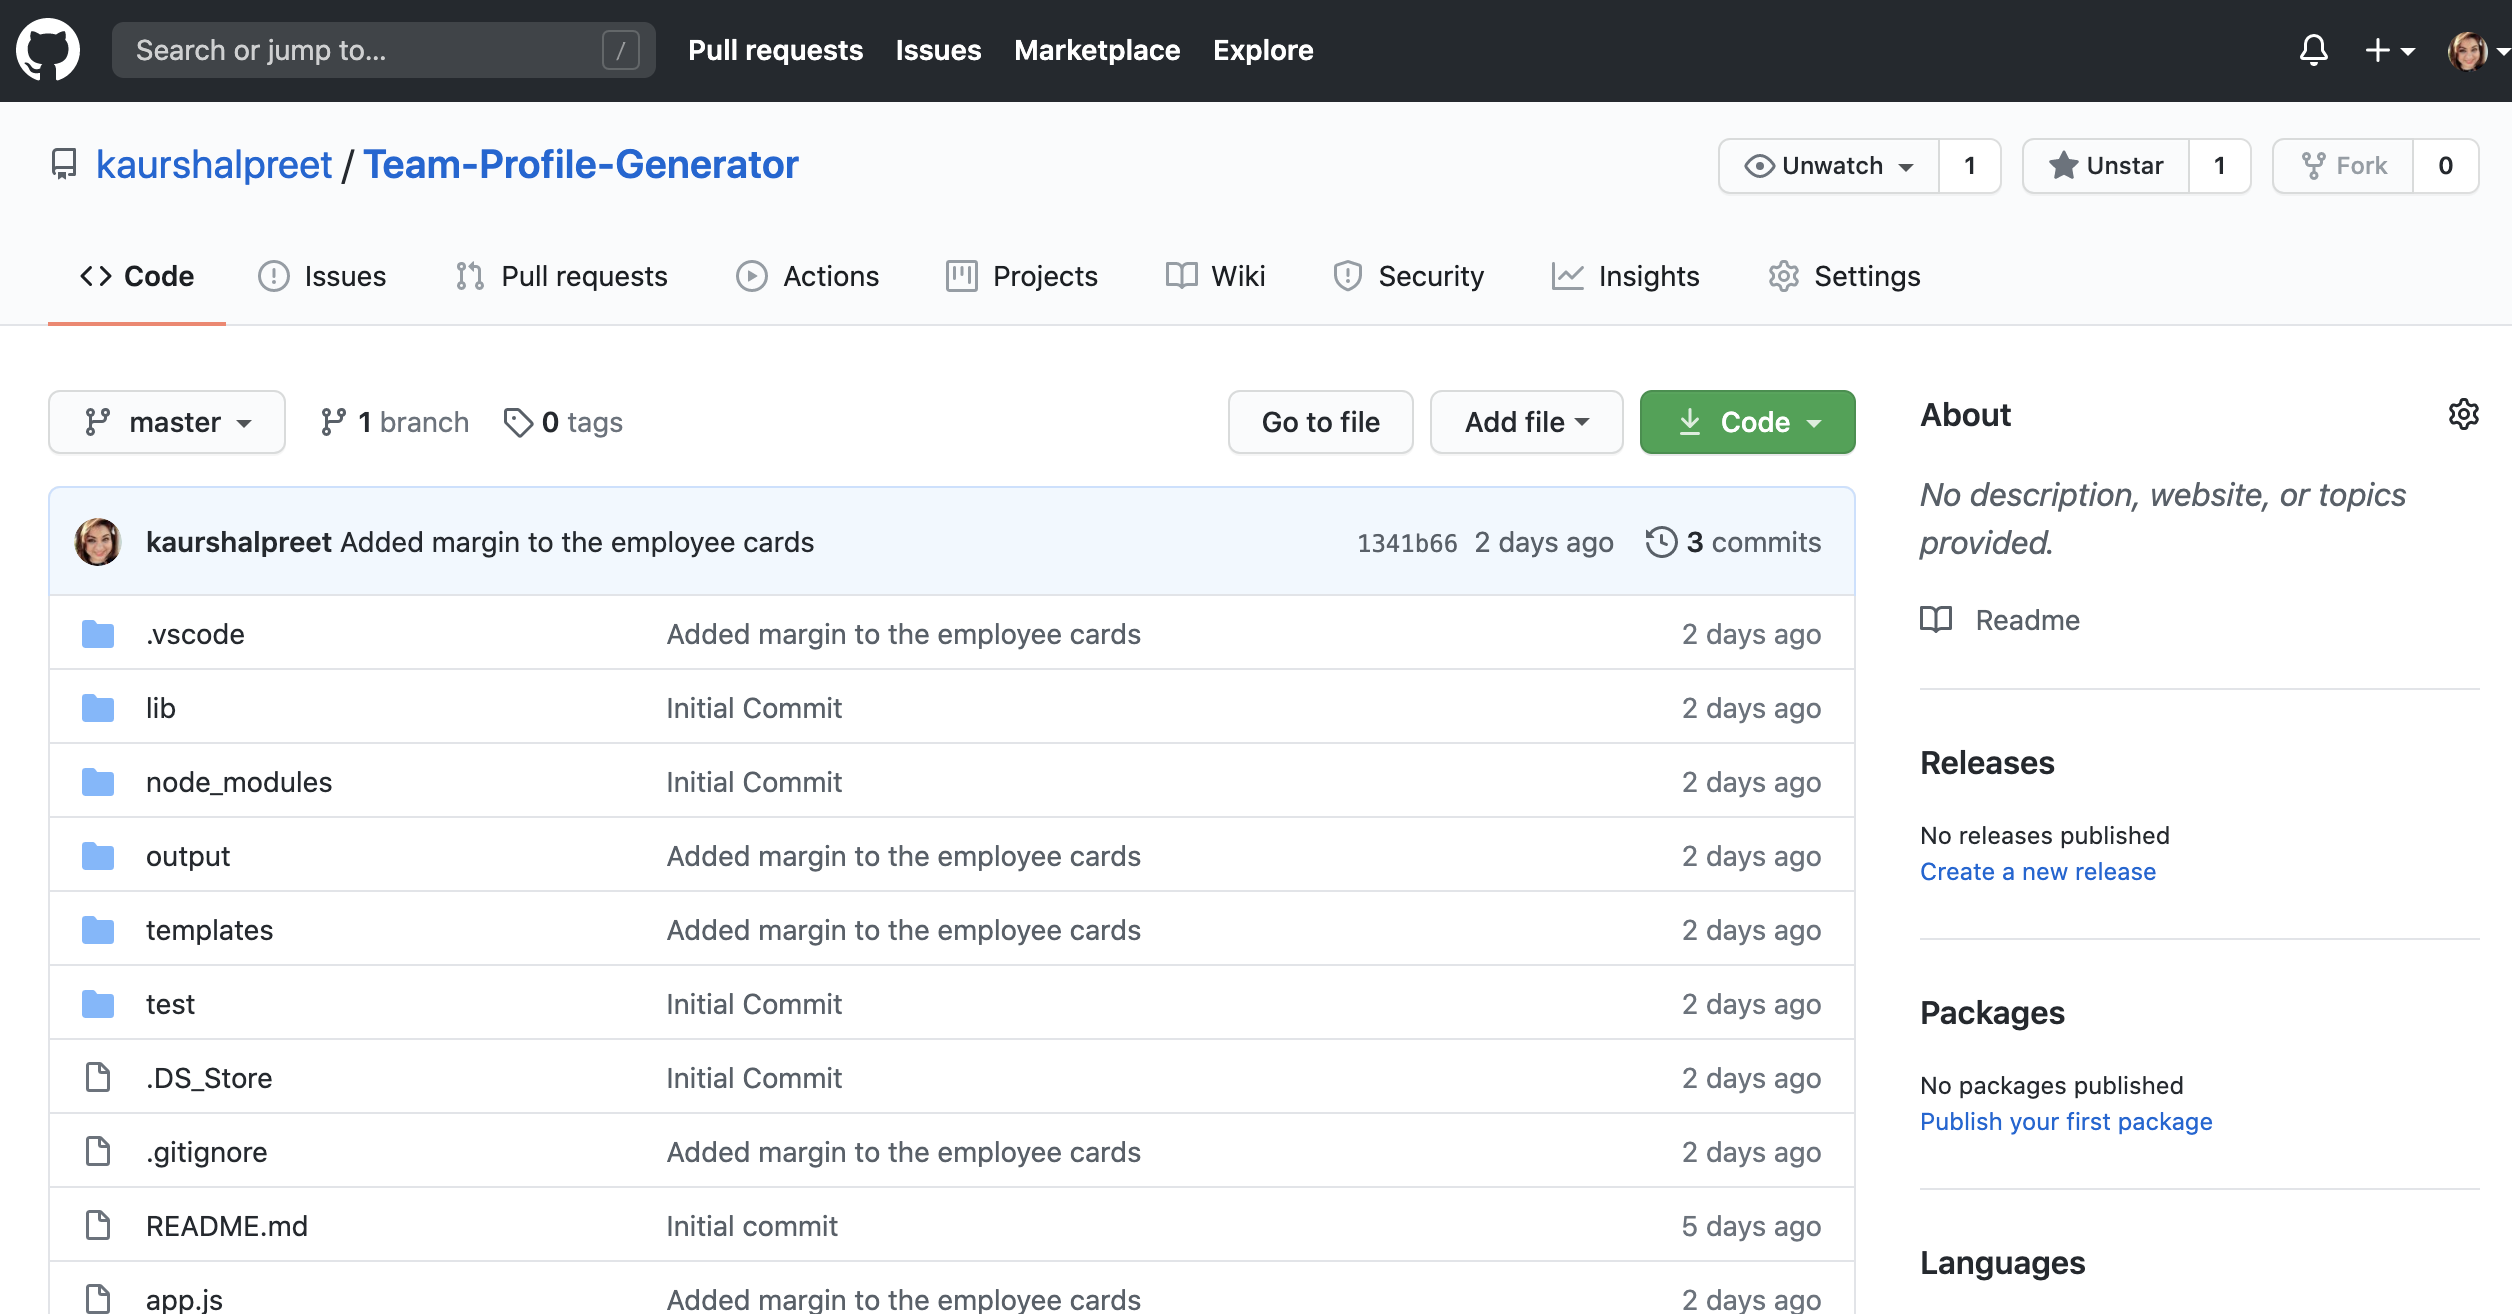 Search or jump to... /
Pull requests Issues Marketplace Explore
kaurshalpreet / Team-Profile-Generator
Unwatch 1 Unstar 1 Fork 0
Code Issues Pull requests Actions Projects Wiki Security Insights Settings
master 1 branch 0 tags Go to file Add file Code
kaurshalpreet Added margin to the employee cards 1341b66 2 days ago 3 commits
.vscode Added margin to the employee cards 2 days ago
lib Initial Commit 2 days ago
node_modules Initial Commit 2 days ago
output Added margin to the employee cards 2 days ago
templates Added margin to the employee cards 2 days ago
test Initial Commit 2 days ago
.DS_Store Initial Commit 2 days ago
.gitignore Added margin to the employee cards 2 days ago
README.md Initial commit 5 days ago
app.js Added margin to the employee cards 2 days ago
About
No description, website, or topics
provided.
Readme
Releases
No releases published
Create a new release
Packages
No packages published
Publish your first package
Languages